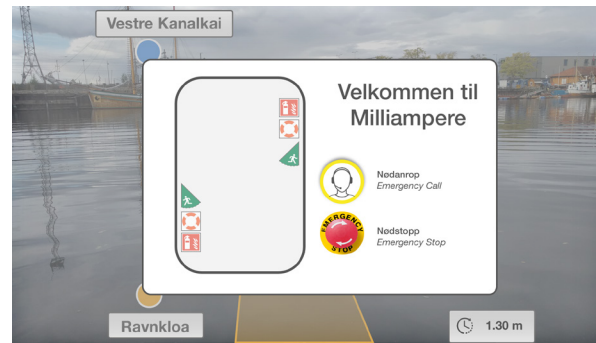 Vestre Kanalkai
Velkommen til
Milliampere
Nødanrop
Emergency Call
EMERGENCY
STOP
Nødstopp
Emergency Stop
Ravnkloa
1.30 m